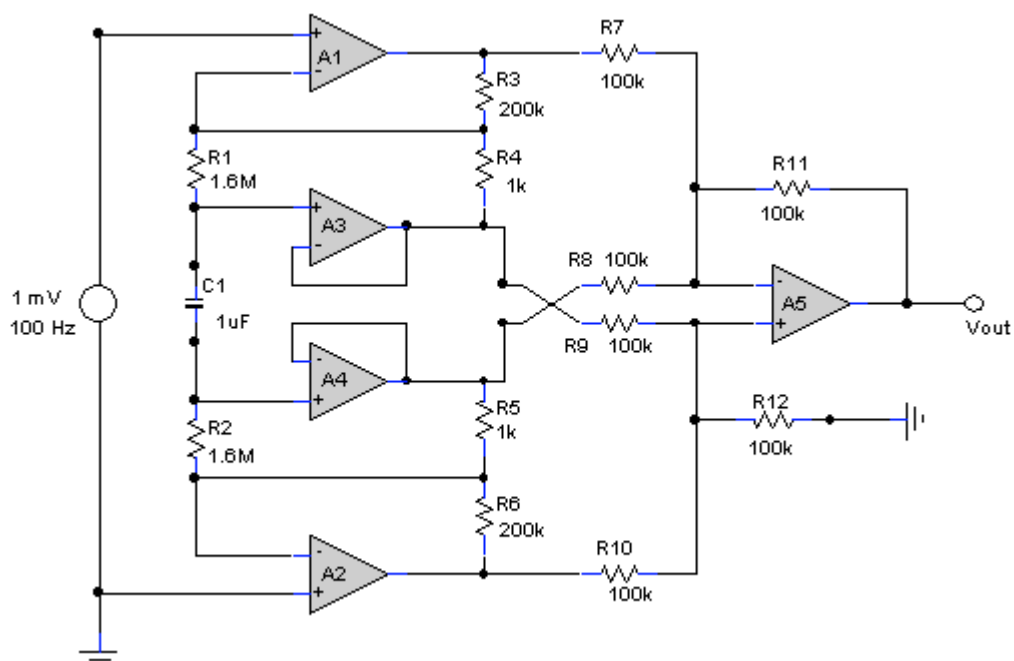 +
A1
-
R7
100k
R3
200k
R1
1.6M
R4
1k
R11
100k
+
A3
-
C1
1uF
1 mV
100 Hz
R8 100k
-
A5
+
Vout
R9
100k
-
A4
+
R2
1.6M
R5
1k
R12
100k
R6
200k
-
A2
+
R10
100k